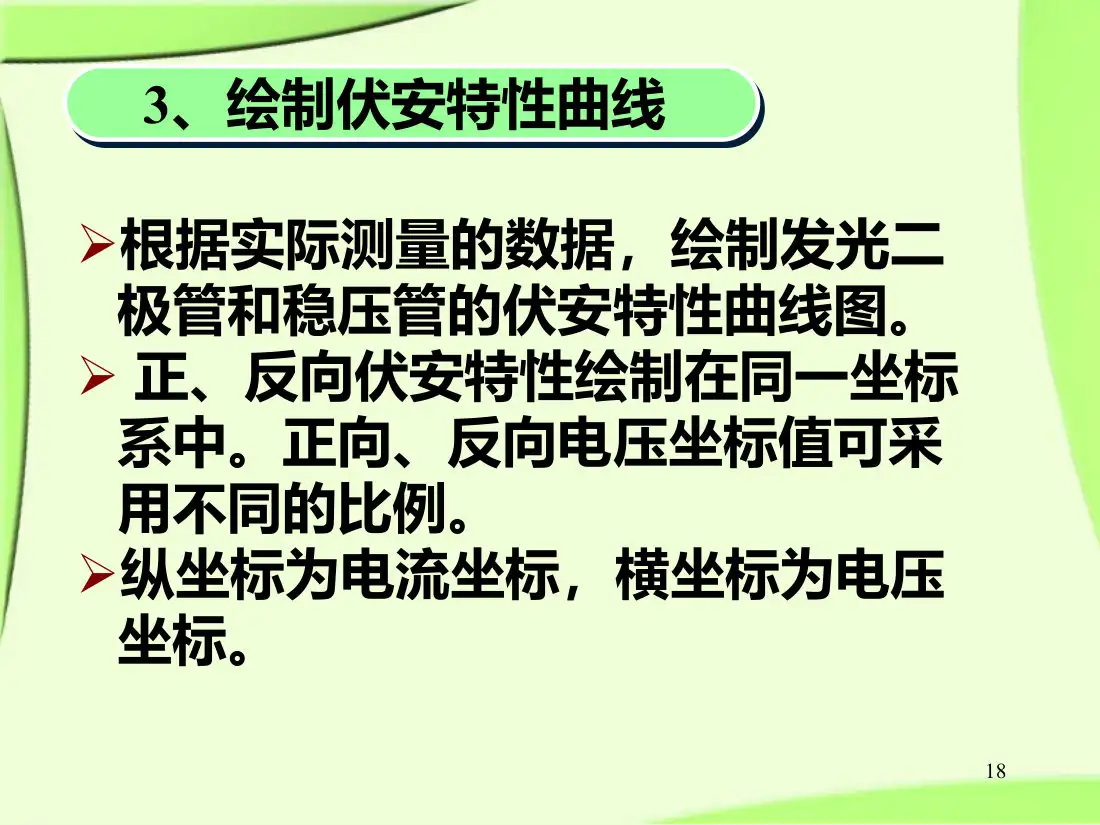 3、绘制伏安特性曲线
➢根据实际测量的数据，绘制发光二
极管和稳压管的伏安特性曲线图。
➢ 正、反向伏安特性绘制在同一坐标
系中。正向、反向电压坐标值可采
用不同的比例。
➢纵坐标为电流坐标，横坐标为电压
坐标。
18